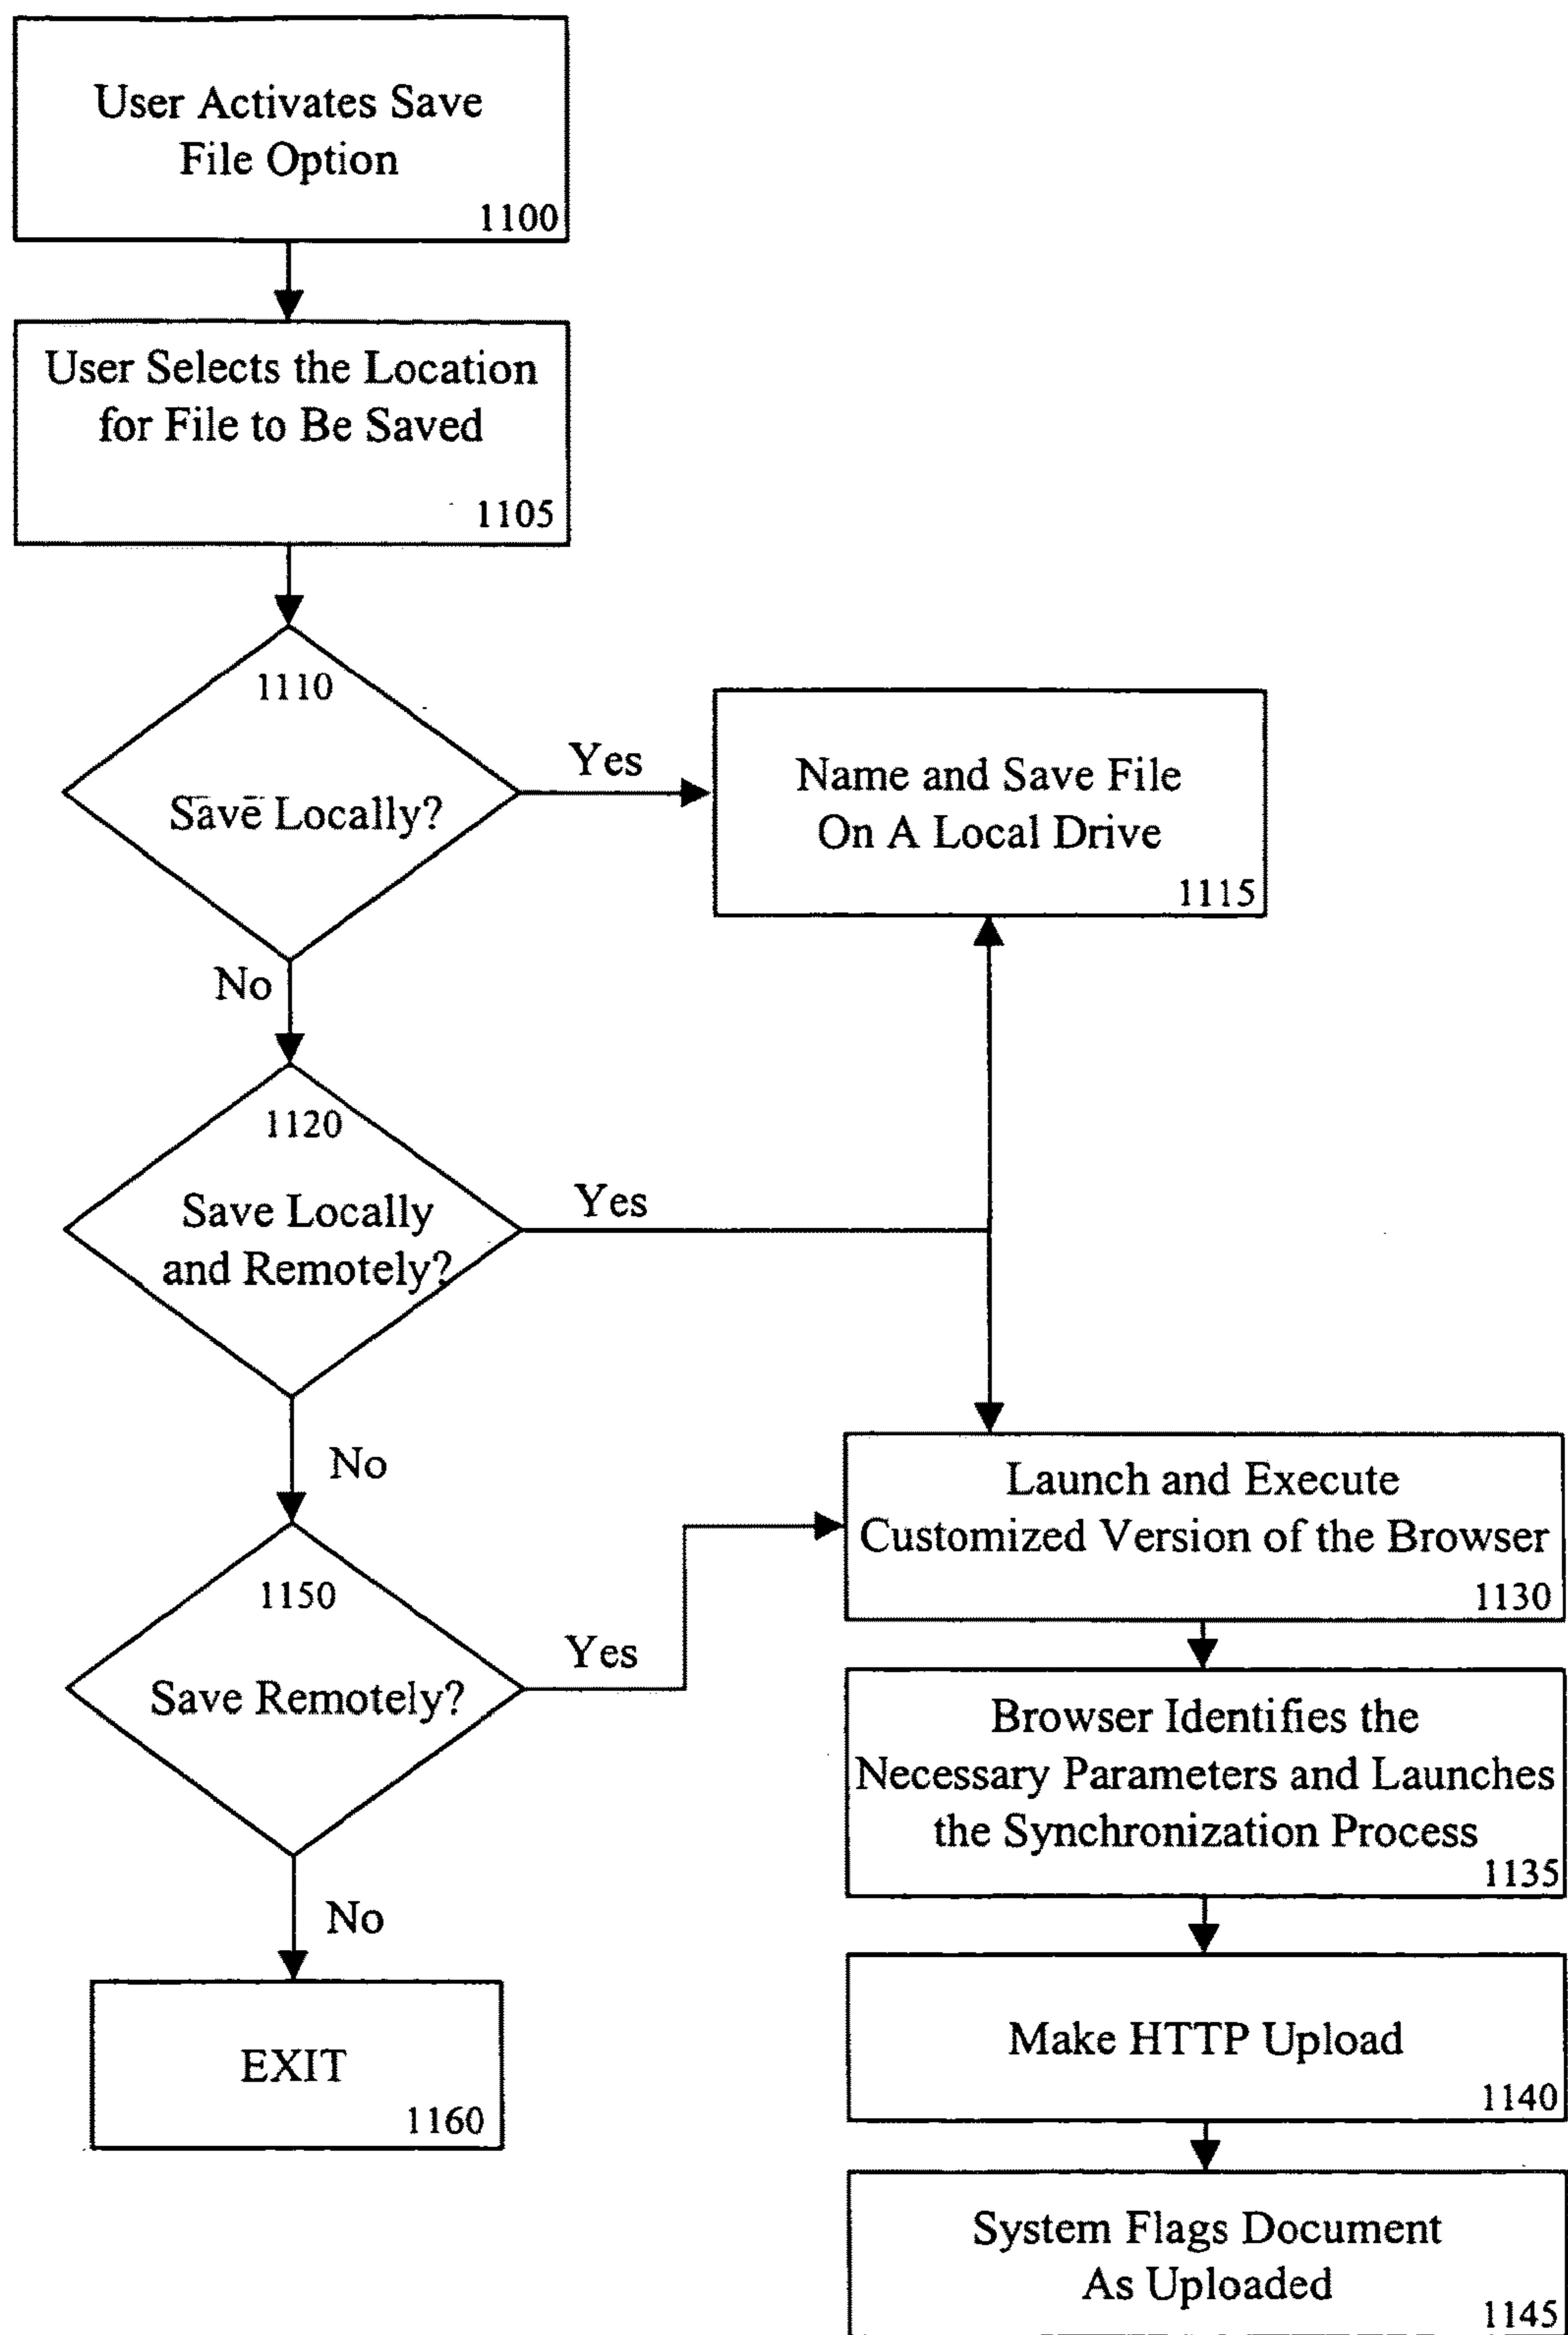 User Activates Save
File Option
1100
User Selects the Location
for File to Be Saved
1105
1110
Save Locally?
Yes
Name and Save File
On A Local Drive
1115
No
1120
Save Locally
and Remotely?
Yes
No
Launch and Execute
Customized Version of the Browser
1130
1150
Save Remotely?
Yes
Browser Identifies the
Necessary Parameters and Launches
the Synchronization Process
1135
No
EXIT
1160
Make HTTP Upload
1140
System Flags Document
As Uploaded
1145